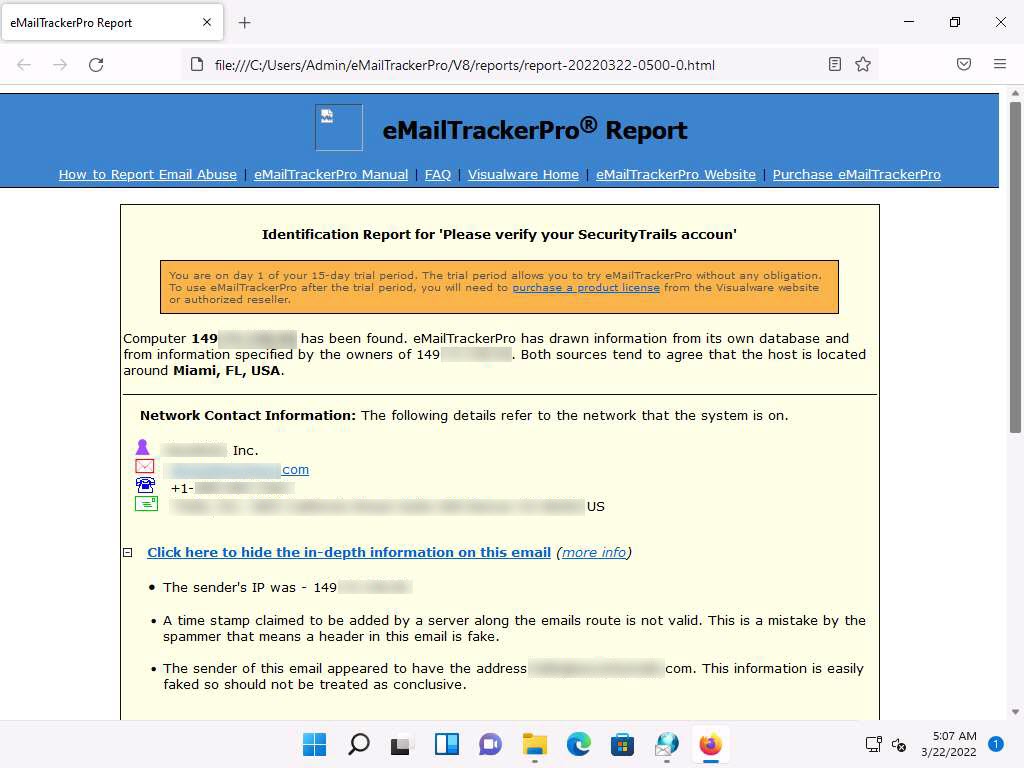 eMailTrackerPro Report
file:///C:/Users/Admin/eMailTrackerPro/V8/reports/report-20220322-0500-0.html
eMailTrackerPro® Report
How to Report Email Abuse | eMailTrackerPro Manual | FAQ | Visualware Home | eMailTrackerPro Website | Purchase eMailTrackerPro
Identification Report for 'Please verify your SecurityTrails accoun'
You are on day 1 of your 15-day trial period. The trial period allows you to try eMailTrackerPro without any obligation.
To use eMailTrackerPro after the trial period, you will need to purchase a product license from the Visualware website
or authorized reseller.
Computer 149 has been found. eMailTrackerPro has drawn information from its own database and
from information specified by the owners of 149 . Both sources tend to agree that the host is located
around Miami, FL, USA.
Network Contact Information: The following details refer to the network that the system is on.
Inc.
com
+1-
US
Click here to hide the in-depth information on this email (more info)
• The sender's IP was - 149
• A time stamp claimed to be added by a server along the emails route is not valid. This is a mistake by the
spammer that means a header in this email is fake.
• The sender of this email appeared to have the address com. This information is easily
faked so should not be treated as conclusive.
5:07 AM
3/22/2022
1